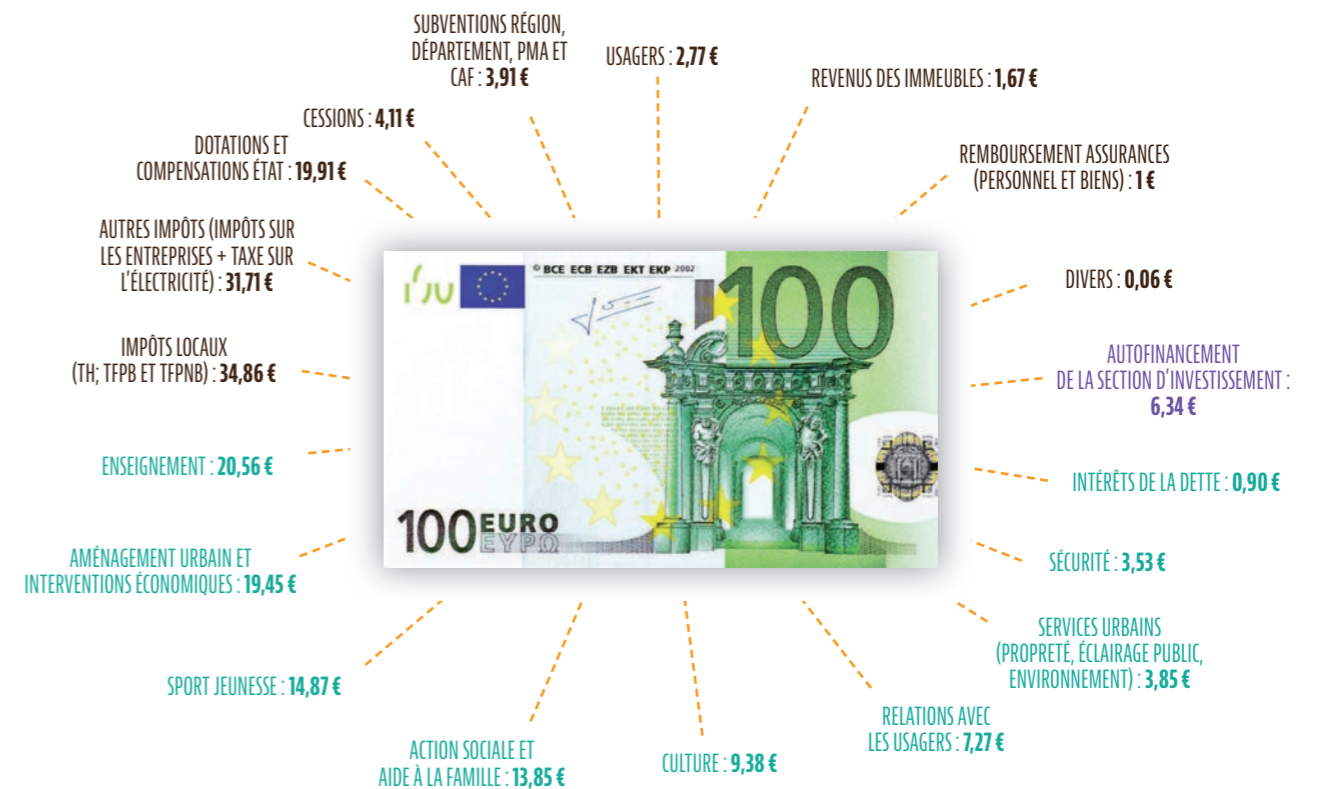 SUBVENTIONS RÉGION,
DÉPARTEMENT, PMA ET
CAF : 3,91 €
USAGERS : 2,77 €
REVENUS DES IMMEUBLES : 1,67 €
CESSIONS : 4,11 €
DOTATIONS ET
COMPENSATIONS ÉTAT : 19,91 €
REMBOURSEMENT ASSURANCES
(PERSONNEL ET BIENS) : 1 €
AUTRES IMPÔTS (IMPÔTS SUR
LES ENTREPRISES + TAXE SUR
L'ÉLECTRICITÉ) : 31,71 €
DIVERS : 0,06 €
IMPÔTS LOCAUX
(TH; TFPB ET TFPNB) : 34,86 €
AUTOFINANCEMENT
DE LA SECTION D'INVESTISSEMENT :
6,34 €
© BCE ECB EZB EKT EKP 2002
100
100 EURO
ΕΥΡΩ
ENSEIGNEMENT : 20,56 €
INTÉRÊTS DE LA DETTE : 0,90 €
AMÉNAGEMENT URBAIN ET
INTERVENTIONS ÉCONOMIQUES : 19,45 €
SÉCURITÉ : 3,53 €
SERVICES URBAINS
(PROPRETÉ, ÉCLAIRAGE PUBLIC,
ENVIRONNEMENT) : 3,85 €
SPORT JEUNESSE : 14,87 €
RELATIONS AVEC
LES USAGERS : 7,27 €
ACTION SOCIALE ET
AIDE À LA FAMILLE : 13,85 €
CULTURE : 9,38 €